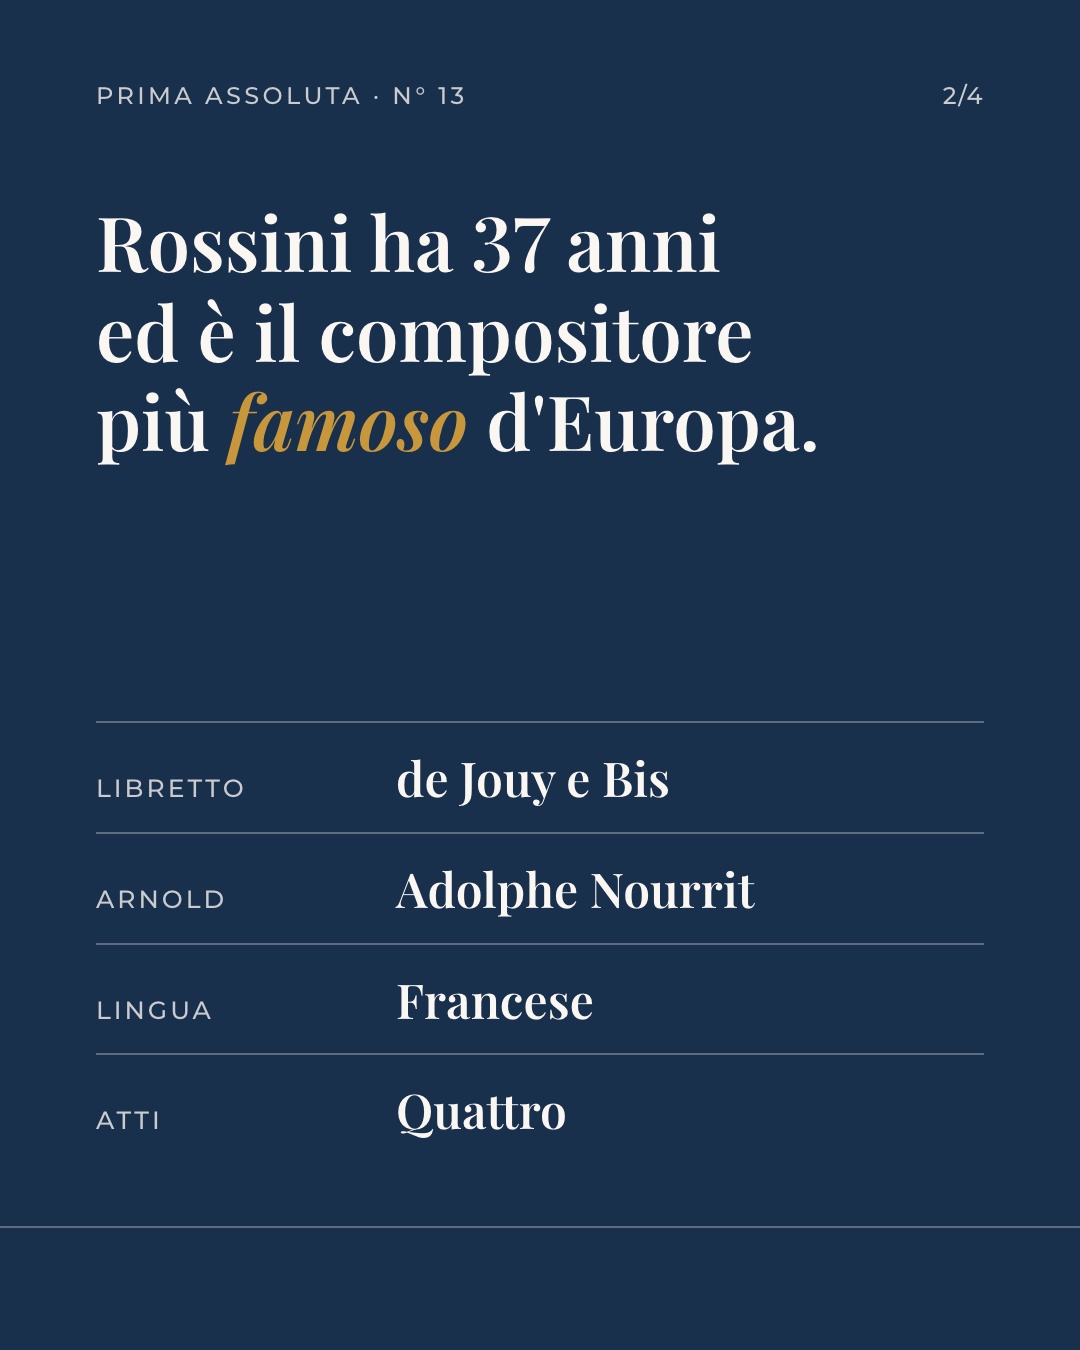 PRIMA ASSOLUTA · N° 13
2/4
Rossini ha 37 anni
ed è il compositore
più famoso d'Europa.
LIBRETTO de Jouy e Bis
ARNOLD Adolphe Nourrit
LINGUA Francese
ATTI Quattro